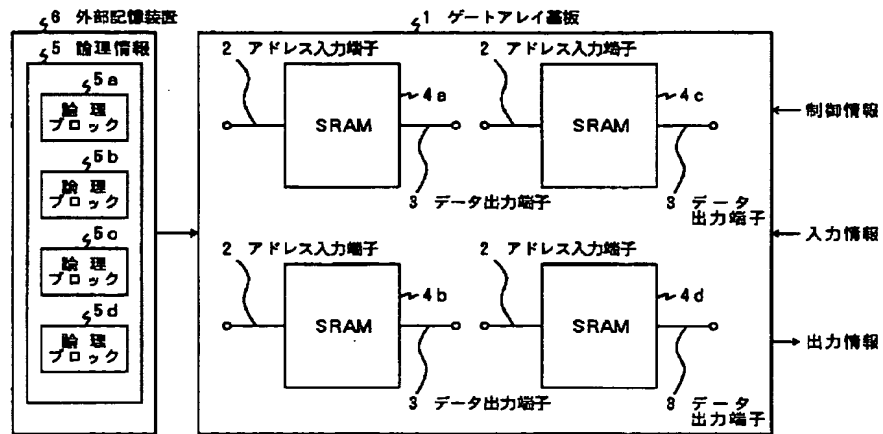 6 外部記憶装置
5 論理情報
5a
論理
ブロック
5b
論理
ブロック
5c
論理
ブロック
5d
論理
ブロック
1 ゲートアレイ基板
2 アドレス入力端子
SRAM
4a
3 データ出力端子
2 アドレス入力端子
SRAM
4c
3 データ
出力端子
2 アドレス入力端子
SRAM
4b
3 データ出力端子
2 アドレス入力端子
SRAM
4d
3 データ
出力端子
制御情報
入力情報
出力情報